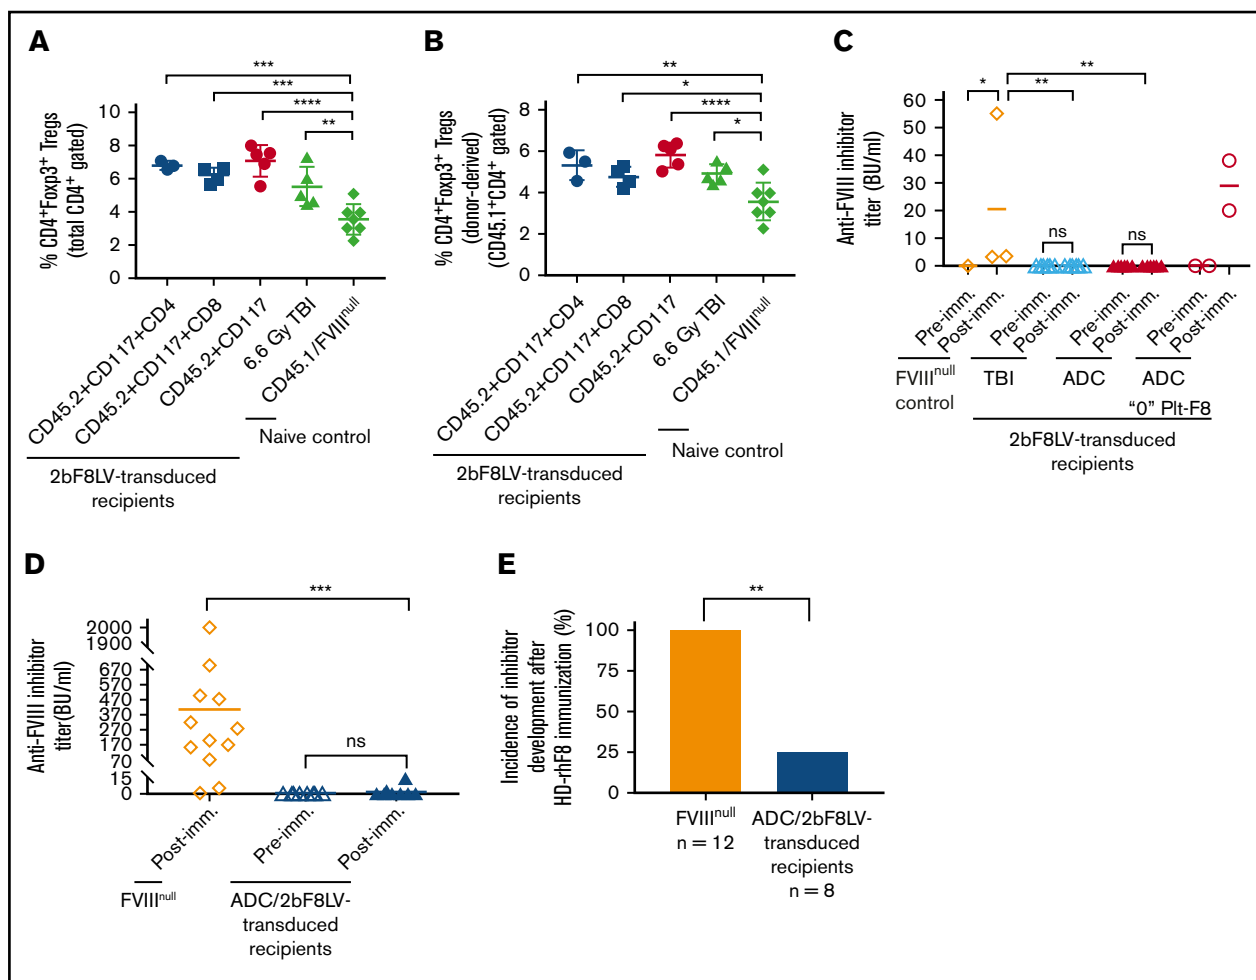 A
***
***
****
**
10
8
6
4
2
0
% CD4+Foxp3+ Tregs
(total CD4+ gated)
CD45.2+CD117+CD4
CD45.2+CD117+CD8
CD45.2+CD117
6.6 Gy TBI
CD45.1/FVIIInull
Naive control
2bF8LV-transduced
recipients
B
**
*
****
*
8
6
4
2
0
% CD4+Foxp3+ Tregs
(donor-derived)
(CD45.1+CD4+ gated)
CD45.2+CD117+CD4
CD45.2+CD117+CD8
CD45.2+CD117
6.6 Gy TBI
CD45.1/FVIIInull
Naive control
2bF8LV-transduced
recipients
C
**
*
**
60
50
40
30
20
10
0
Anti-FVIII inhibitor
titer (BU/ml)
ns
ns
Pre-imm.
Post-imm.
Pre-imm.
Post-imm.
Pre-imm.
Post-imm.
Pre-imm.
Post-imm.
FVIIInull
control
TBI
ADC
ADC
“0” Plt-F8
2bF8LV-transduced
recipients
D
***
2000
1900
670
570
470
370
270
170
70
15
0
Anti-FVIII inhibitor
titer(BU/ml)
ns
Post-imm.
Pre-imm.
Post-imm.
FVIIInull
ADC/2bF8LV-
transduced
recipients
E
**
100
75
50
25
0
Incidence of inhibitor
development after
HD-rhF8 immunization (%)
FVIIInull
n = 12
ADC/2bF8LV-
transduced
recipients
n = 8